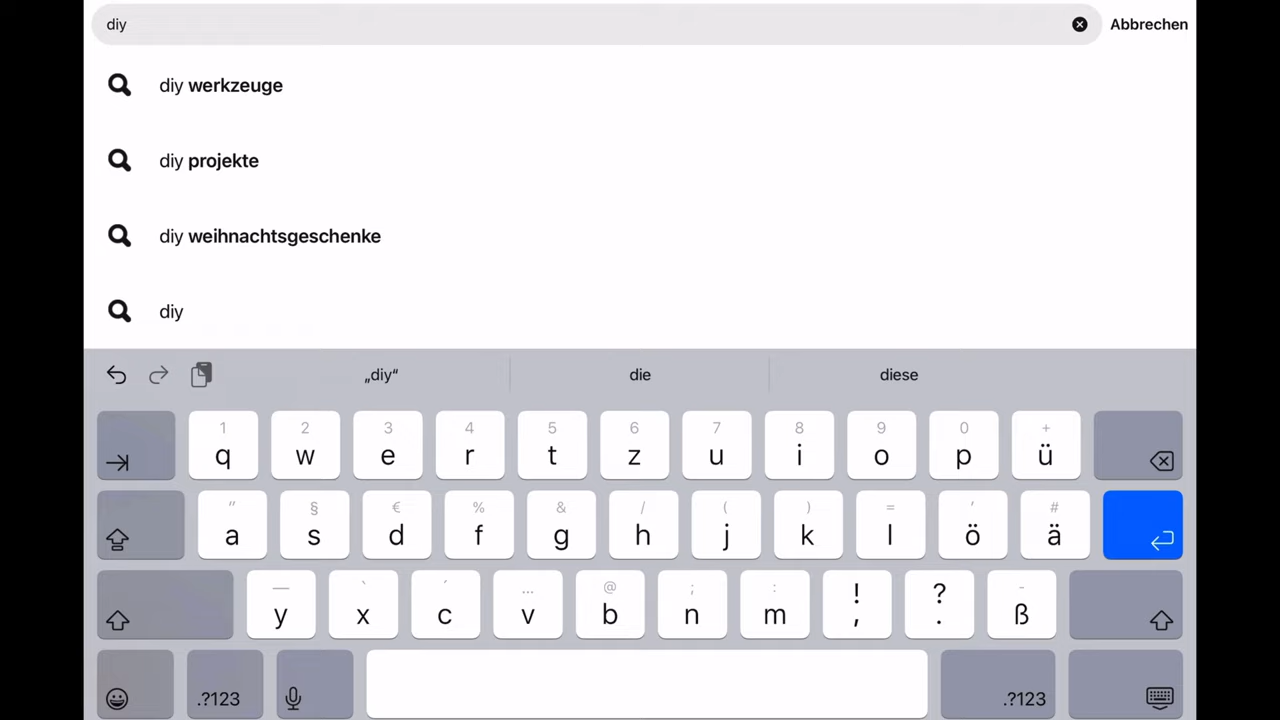 diy
Abbrechen
diy werkzeuge
diy projekte
diy weihnachtsgeschenke
diy
„diy“ die diese
1 2 3 4 5 6 7 8 9 0 +
q w e r t z u i o p ü
" § € % & / ( ) = ' #
a s d f g h j k l ö ä
— ` ´ … @ ; : ! ? -
y x c v b n m , . ß
.?123 .?123